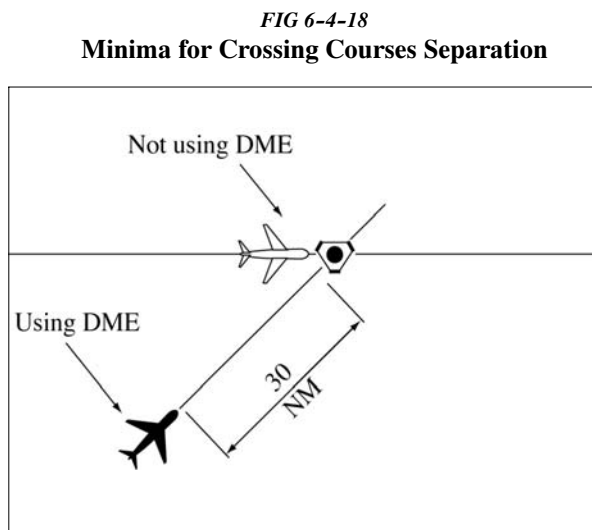 FIG 6-4-18
Minima for Crossing Courses Separation
Not using DME
Using DME
30
NM